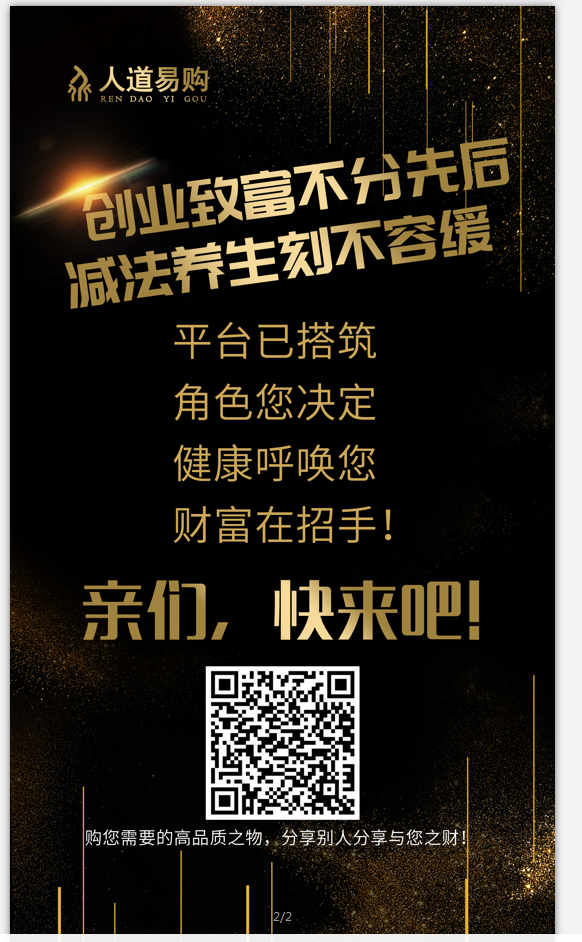 人道易购
REN DAO YI GOU
创业致富不分先后
减法养生刻不容缓
平台已搭筑
角色您决定
健康呼唤您
财富在招手！
亲们，快来吧！
购您需要的高品质之物，分享别人分享与您之财！
2/2